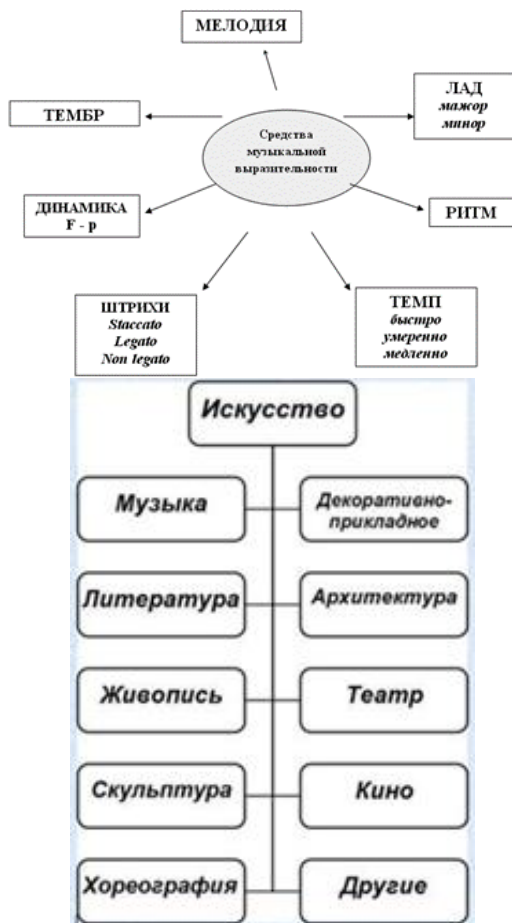 МЕЛОДИЯ
ЛАД
мажор
минор
ТЕМБР
Средства
музыкальной
выразительности
ДИНАМИКА
F - p
РИТМ
ШТРИХИ
Staccato
Legato
Non legato
ТЕМП
быстро
умеренно
медленно
Искусство
Музыка
Декоративно-
прикладное
Литература
Архитектура
Живопись
Театр
Скульптура
Кино
Хореография
Другие